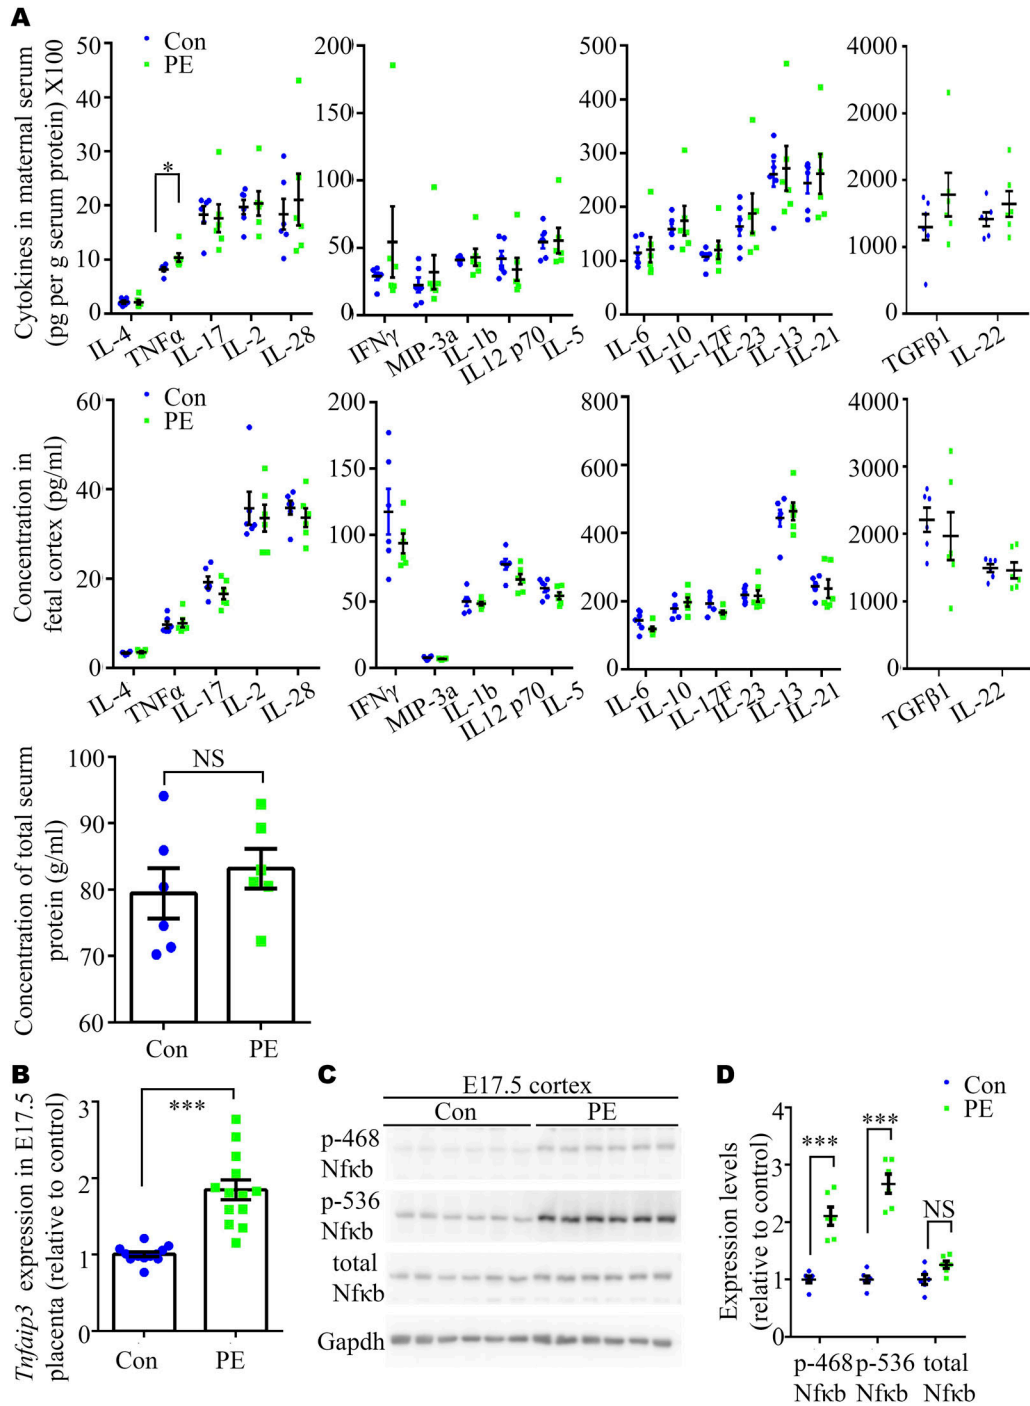 A
Cytokines in maternal serum
(pg per g serum protein) X100
Con
PE
50
40
30
20
10
0
*
IL-4
TNFα
IL-17
IL-2
IL-28
200
150
100
50
0
IFNγ
MIP-3a
IL-1b
IL12 p70
IL-5
500
400
300
200
100
0
IL-6
IL-10
IL-17F
IL-23
IL-13
IL-21
4000
2000
1000
1000
0
TGFβ1
IL-22
Concentration in
fetal cortex (pg/ml)
Con
PE
60
40
20
0
IL-4
TNFα
IL-17
IL-2
IL-28
200
150
100
50
0
IFNγ
MIP-3a
IL-1b
IL12 p70
IL-5
800
600
400
200
0
IL-6
IL-10
IL-17F
IL-23
IL-13
IL-21
4000
3000
2000
1000
0
TGFβ1
IL-22
Concentration of total seurm
protein (g/ml)
100
90
80
70
60
NS
Con
PE
B
Tnfaip3 expression in E17.5
placenta (relative to control)
3
2
1
0
***
Con
PE
C
E17.5 cortex
Con
PE
p-468
Nfkb
p-536
Nfkb
total
Nfkb
Gapdh
D
Con
PE
Expression levels
(relative to control)
4
3
2
1
0
***
***
NS
p-468 p-536 total
Nfκb Nfκb Nfκb